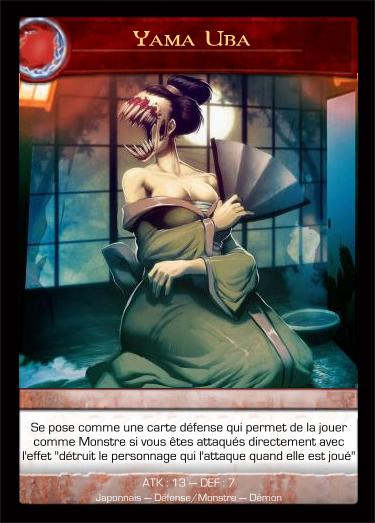 Yama Uba
Se pose comme une carte défense qui permet de la jouer
comme Monstre si vous êtes attaqués directement avec
l'effet "détruit le personnage qui l'attaque quand elle est joué"
ATK : 13 — DEF : 7
Japonnais — Défense/Monstre — Démon